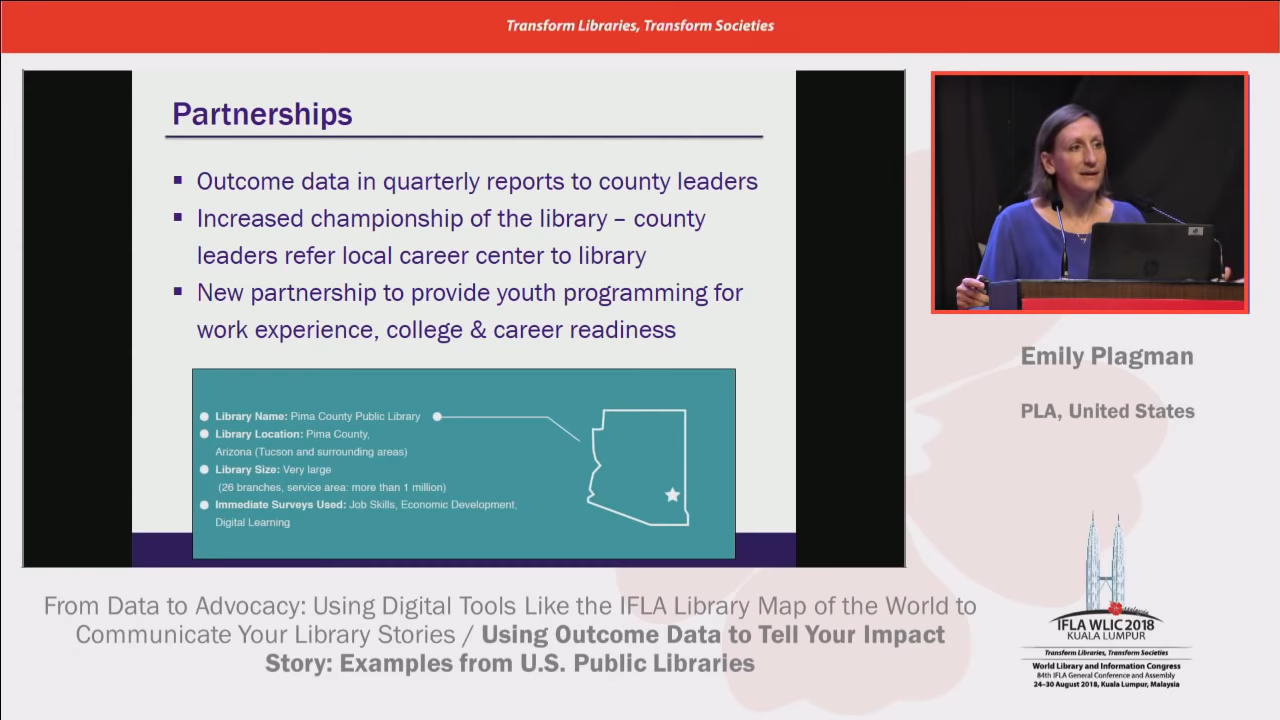 Transform Libraries, Transform Societies
Partnerships
Outcome data in quarterly reports to county leaders
Increased championship of the library – county
leaders refer local career center to library
New partnership to provide youth programming for
work experience, college & career readiness
Library Name: Pima County Public Library
Library Location: Pima County,
Arizona (Tucson and surrounding areas)
Library Size: Very large
(26 branches, service area: more than 1 million)
Immediate Surveys Used: Job Skills, Economic Development,
Digital Learning
Emily Plagman
PLA, United States
From Data to Advocacy: Using Digital Tools Like the IFLA Library Map of the World to
Communicate Your Library Stories / Using Outcome Data to Tell Your Impact
Story: Examples from U.S. Public Libraries
Malaysia
IFLA WLIC 2018
KUALA LUMPUR
Transform Libraries, Transform Societies
World Library and Information Congress
84th IFLA General Conference and Assembly
24–30 August 2018, Kuala Lumpur, Malaysia